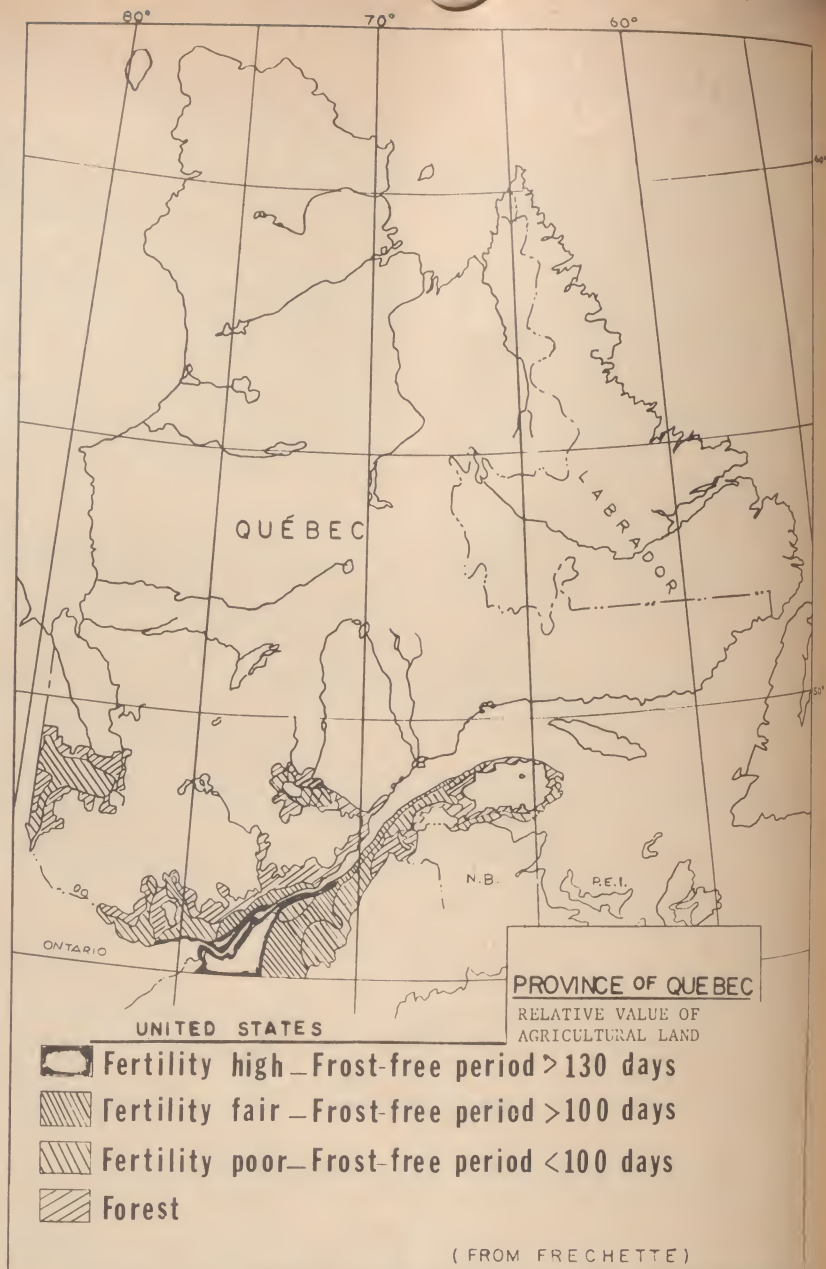 80° 70° 60°
60°
QUÉBEC
LABRADOR
50°
N.B.
P.E.I.
ONTARIO
PROVINCE OF QUEBEC
RELATIVE VALUE OF
AGRICULTURAL LAND
UNITED STATES
Fertility high – Frost-free period > 130 days
Fertility fair – Frost-free period >100 days
Fertility poor – Frost-free period <100 days
Forest
(FROM FRECHETTE)